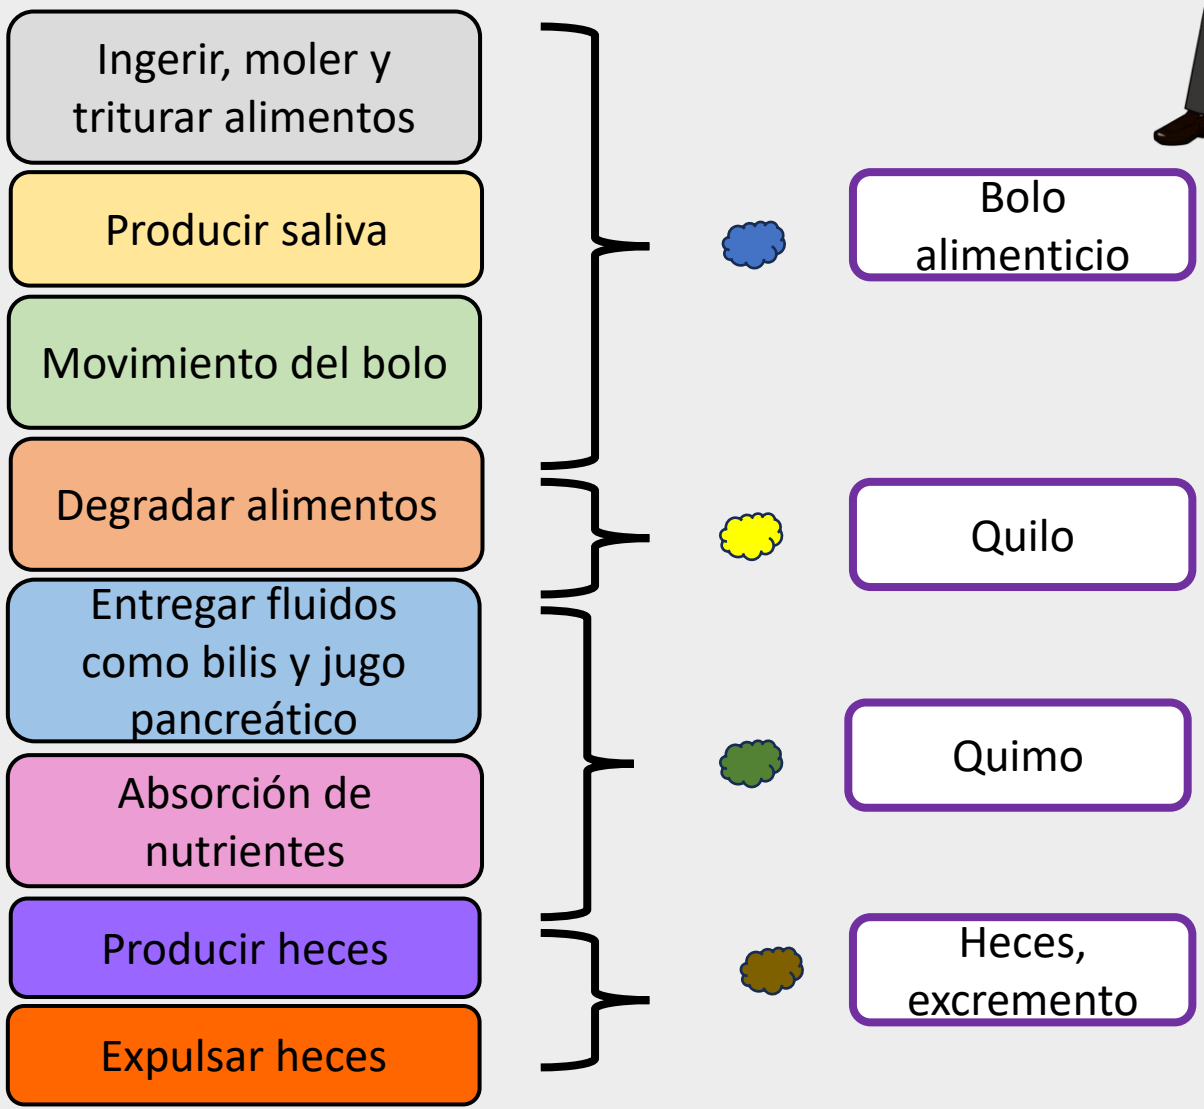 Ingerir, moler y
triturar alimentos
Producir saliva
Movimiento del bolo
Degradar alimentos
Entregar fluidos
como bilis y jugo
pancreático
Absorción de
nutrientes
Producir heces
Expulsar heces
Bolo
alimenticio
Quilo
Quimo
Heces,
excremento